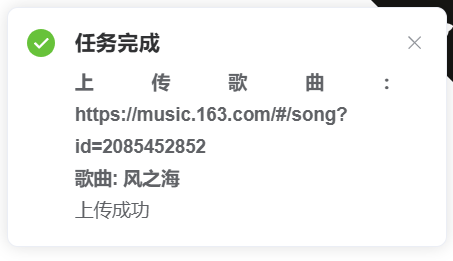 任务完成
上传歌曲:
https://music.163.com/#/song?
id=2085452852
歌曲: 风之海
上传成功